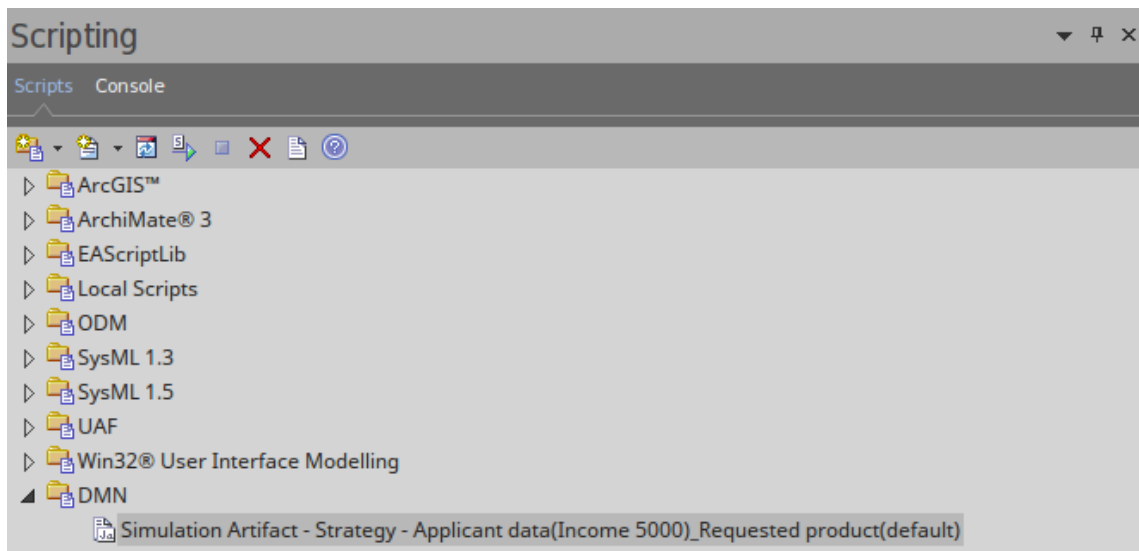 Scripting
Scripts Console
ArcGIS™
ArchiMate® 3
EAScriptLib
Local Scripts
ODM
SysML 1.3
SysML 1.5
UAF
Win32® User Interface Modelling
DMN
Simulation Artifact - Strategy - Applicant data(Income 5000)_Requested product(default)